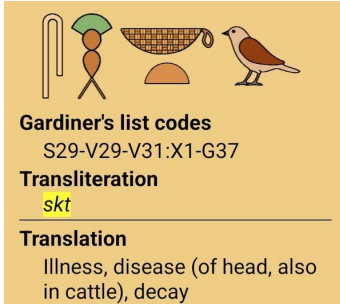 𓋴𓎝𓎡𓏏𓅪
Gardiner's list codes
S29-V29-V31:X1-G37
Transliteration
skt
Translation
Illness, disease (of head, also
in cattle), decay